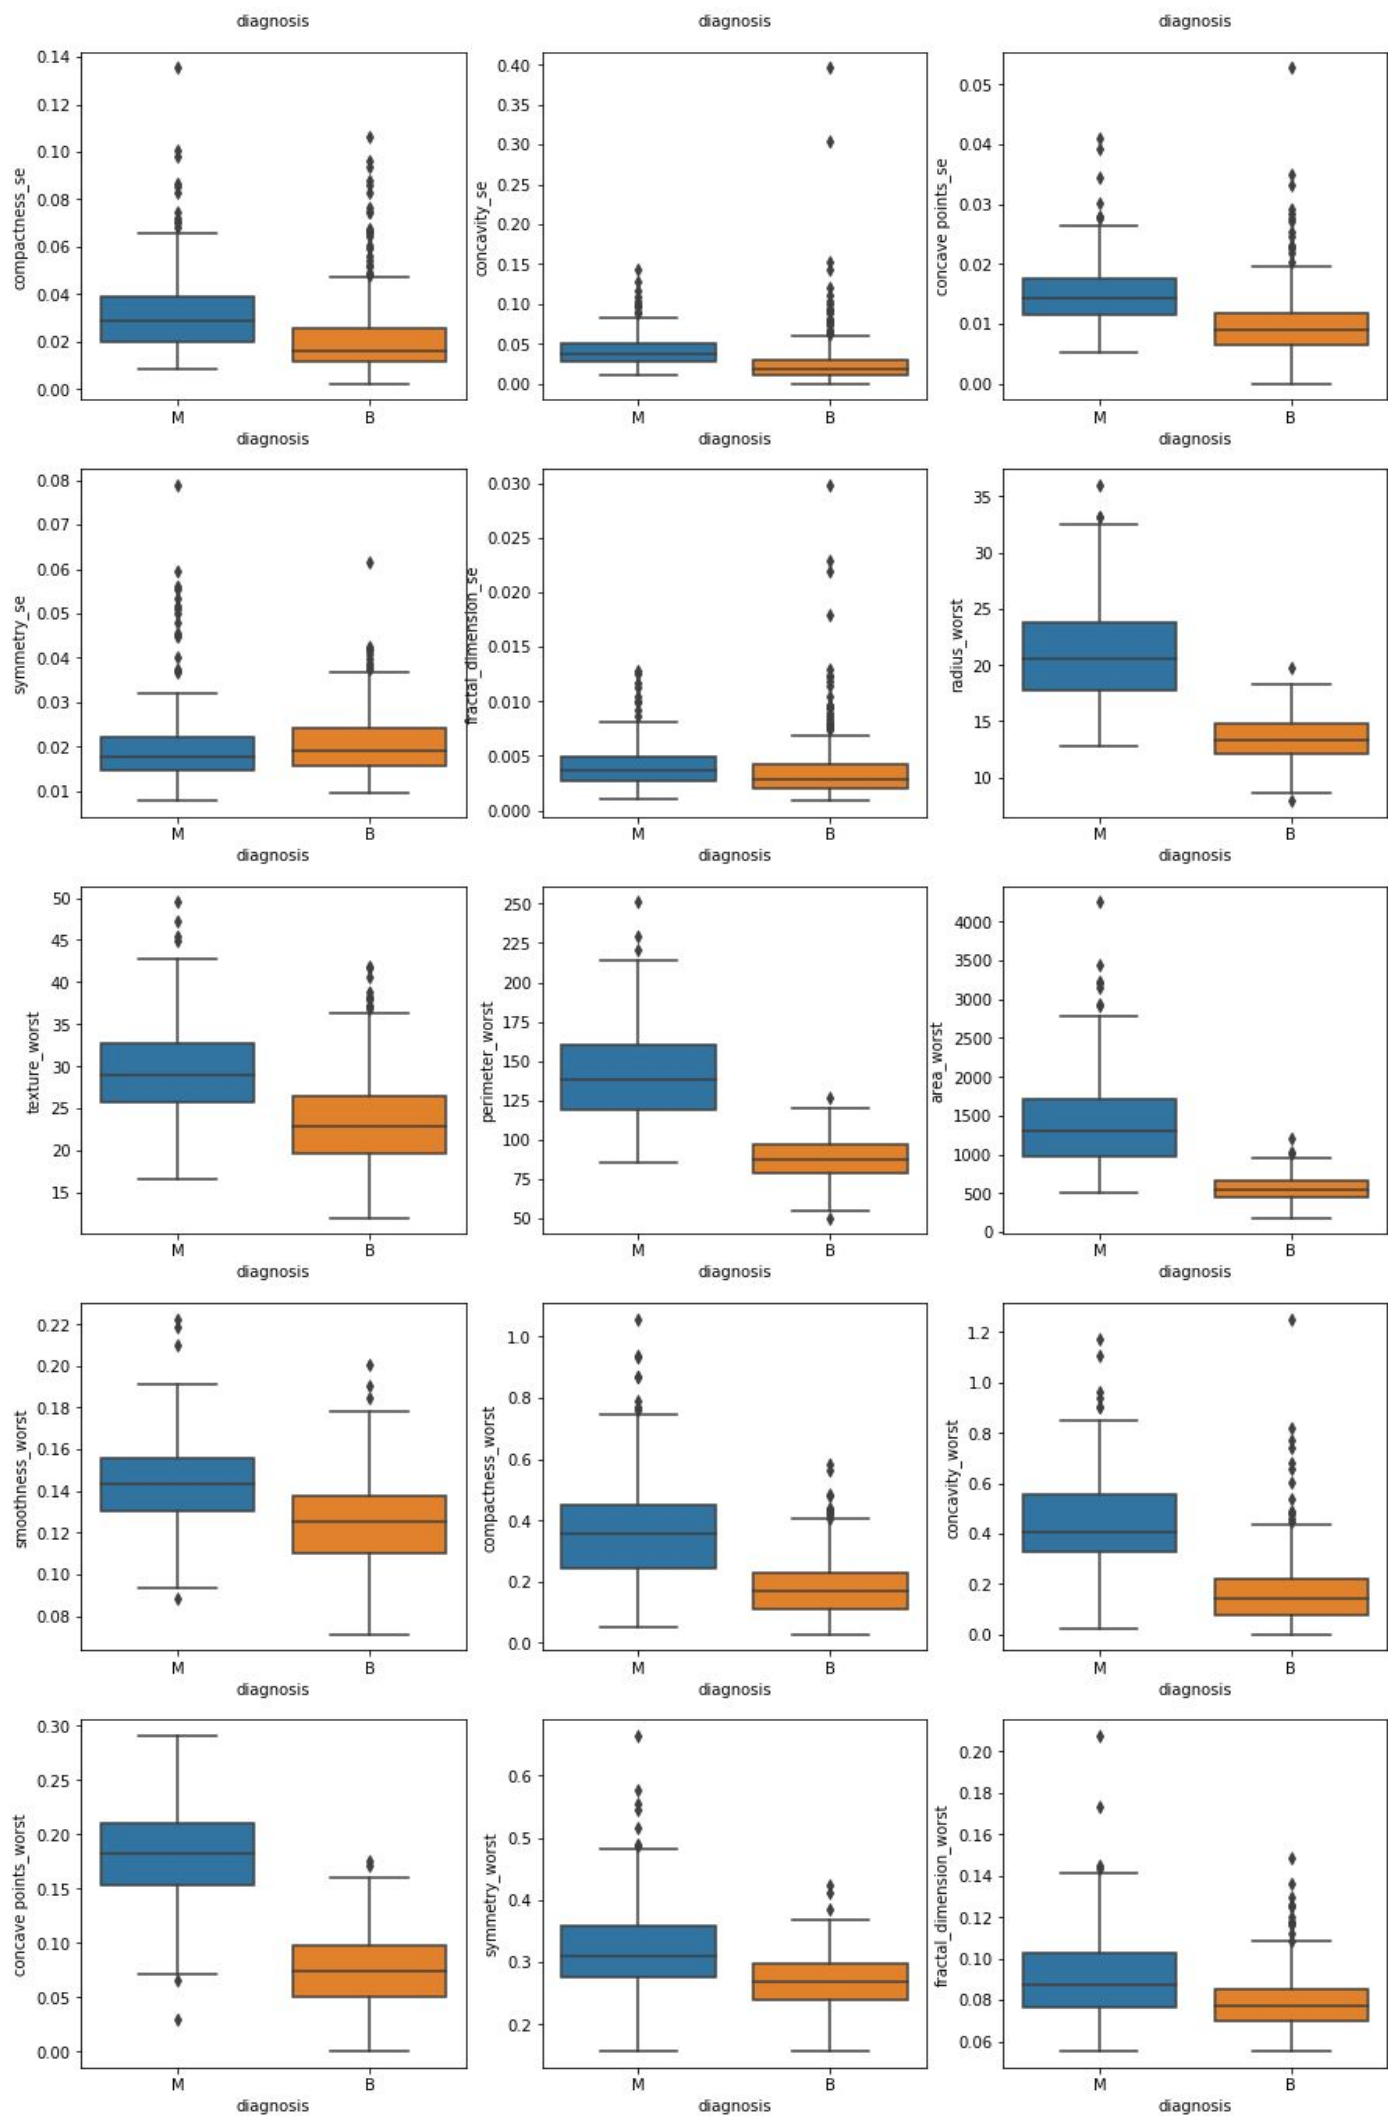 diagnosis diagnosis diagnosis
compactness_se
0.14
0.12
0.10
0.08
0.06
0.04
0.02
0.00
M B
diagnosis
concavity_se
0.40
0.35
0.30
0.25
0.20
0.15
0.10
0.05
0.00
M B
diagnosis
concave points_se
0.05
0.04
0.03
0.02
0.01
0.00
M B
diagnosis
symmetry_se
0.08
0.07
0.06
0.05
0.04
0.03
0.02
0.01
M B
diagnosis
fractal_dimension_se
0.030
0.025
0.020
0.015
0.010
0.005
0.000
M B
diagnosis
radius_worst
35
30
25
20
15
10
M B
diagnosis
texture_worst
50
45
40
35
30
25
20
15
M B
diagnosis
perimeter_worst
250
225
200
175
150
125
100
75
50
M B
diagnosis
area_worst
4000
3500
3000
2500
2000
1500
1000
500
0
M B
diagnosis
smoothness_worst
0.22
0.20
0.18
0.16
0.14
0.12
0.10
0.08
M B
diagnosis
compactness_worst
1.0
0.8
0.6
0.4
0.2
0.0
M B
diagnosis
concavity_worst
1.2
1.0
0.8
0.6
0.4
0.2
0.0
M B
diagnosis
concave points_worst
0.30
0.25
0.20
0.15
0.10
0.05
0.00
M B
diagnosis
symmetry_worst
0.6
0.5
0.4
0.3
0.2
M B
diagnosis
fractal_dimension_worst
0.20
0.18
0.16
0.14
0.12
0.10
0.08
0.06
M B
diagnosis